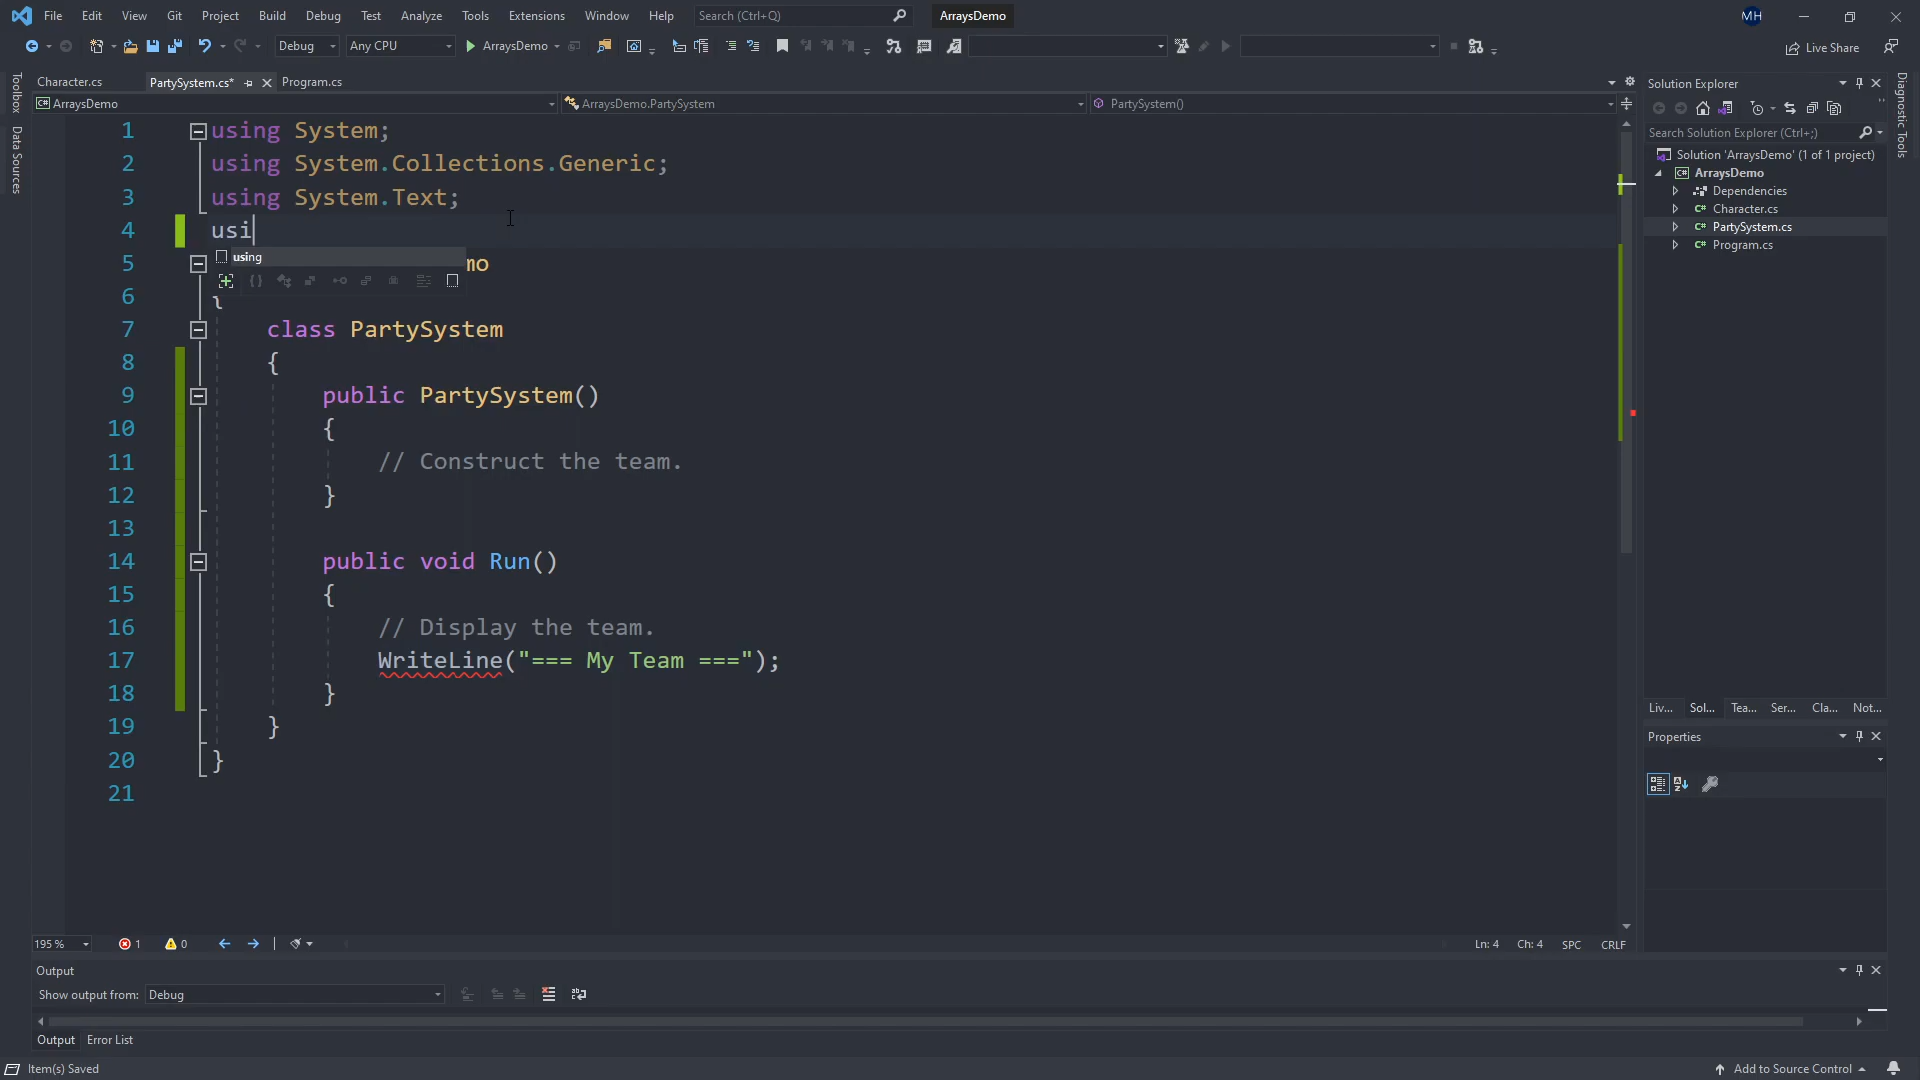 File Edit View Git Project Build Debug Test Analyze Tools Extensions Window Help Search (Ctrl+Q) ArraysDemo MH
Debug Any CPU ArraysDemo Live Share
Toolbox
Data Sources
Character.cs PartySystem.cs* Program.cs
ArraysDemo ArraysDemo.PartySystem PartySystem()
1 using System;
2 using System.Collections.Generic;
3 using System.Text;
4 usi
using
5 mo
6 {
7 class PartySystem
8 {
9 public PartySystem()
10 {
11 // Construct the team.
12 }
13
14 public void Run()
15 {
16 // Display the team.
17 WriteLine("=== My Team ===");
18 }
19 }
20 }
21
195 % 1 0 Ln: 4 Ch: 4 SPC CRLF
Output
Show output from: Debug
Output Error List
Item(s) Saved Add to Source Control
Solution Explorer
Search Solution Explorer (Ctrl+;)
Solution 'ArraysDemo' (1 of 1 project)
ArraysDemo
Dependencies
C# Character.cs
C# PartySystem.cs
C# Program.cs
Liv... Sol... Tea... Ser... Cla... Not...
Properties
Diagnostic Tools